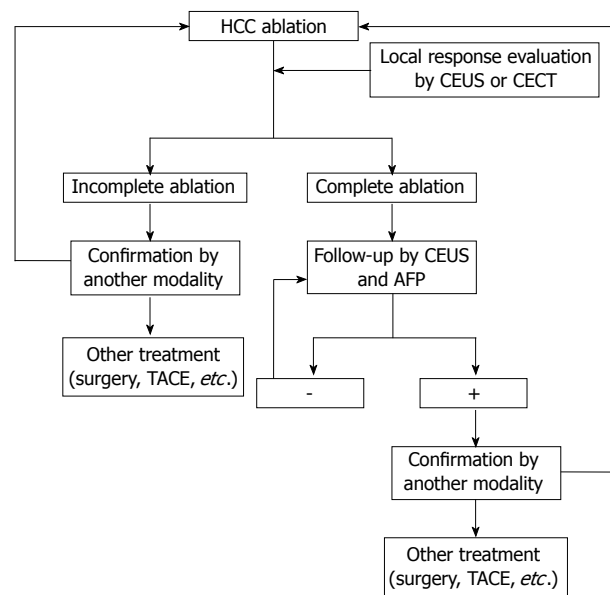 HCC ablation
Local response evaluation
by CEUS or CECT
Incomplete ablation
Complete ablation
Confirmation by
another modality
Follow-up by CEUS
and AFP
Other treatment
(surgery, TACE, etc.)
-
+
Confirmation by
another modality
Other treatment
(surgery, TACE, etc.)